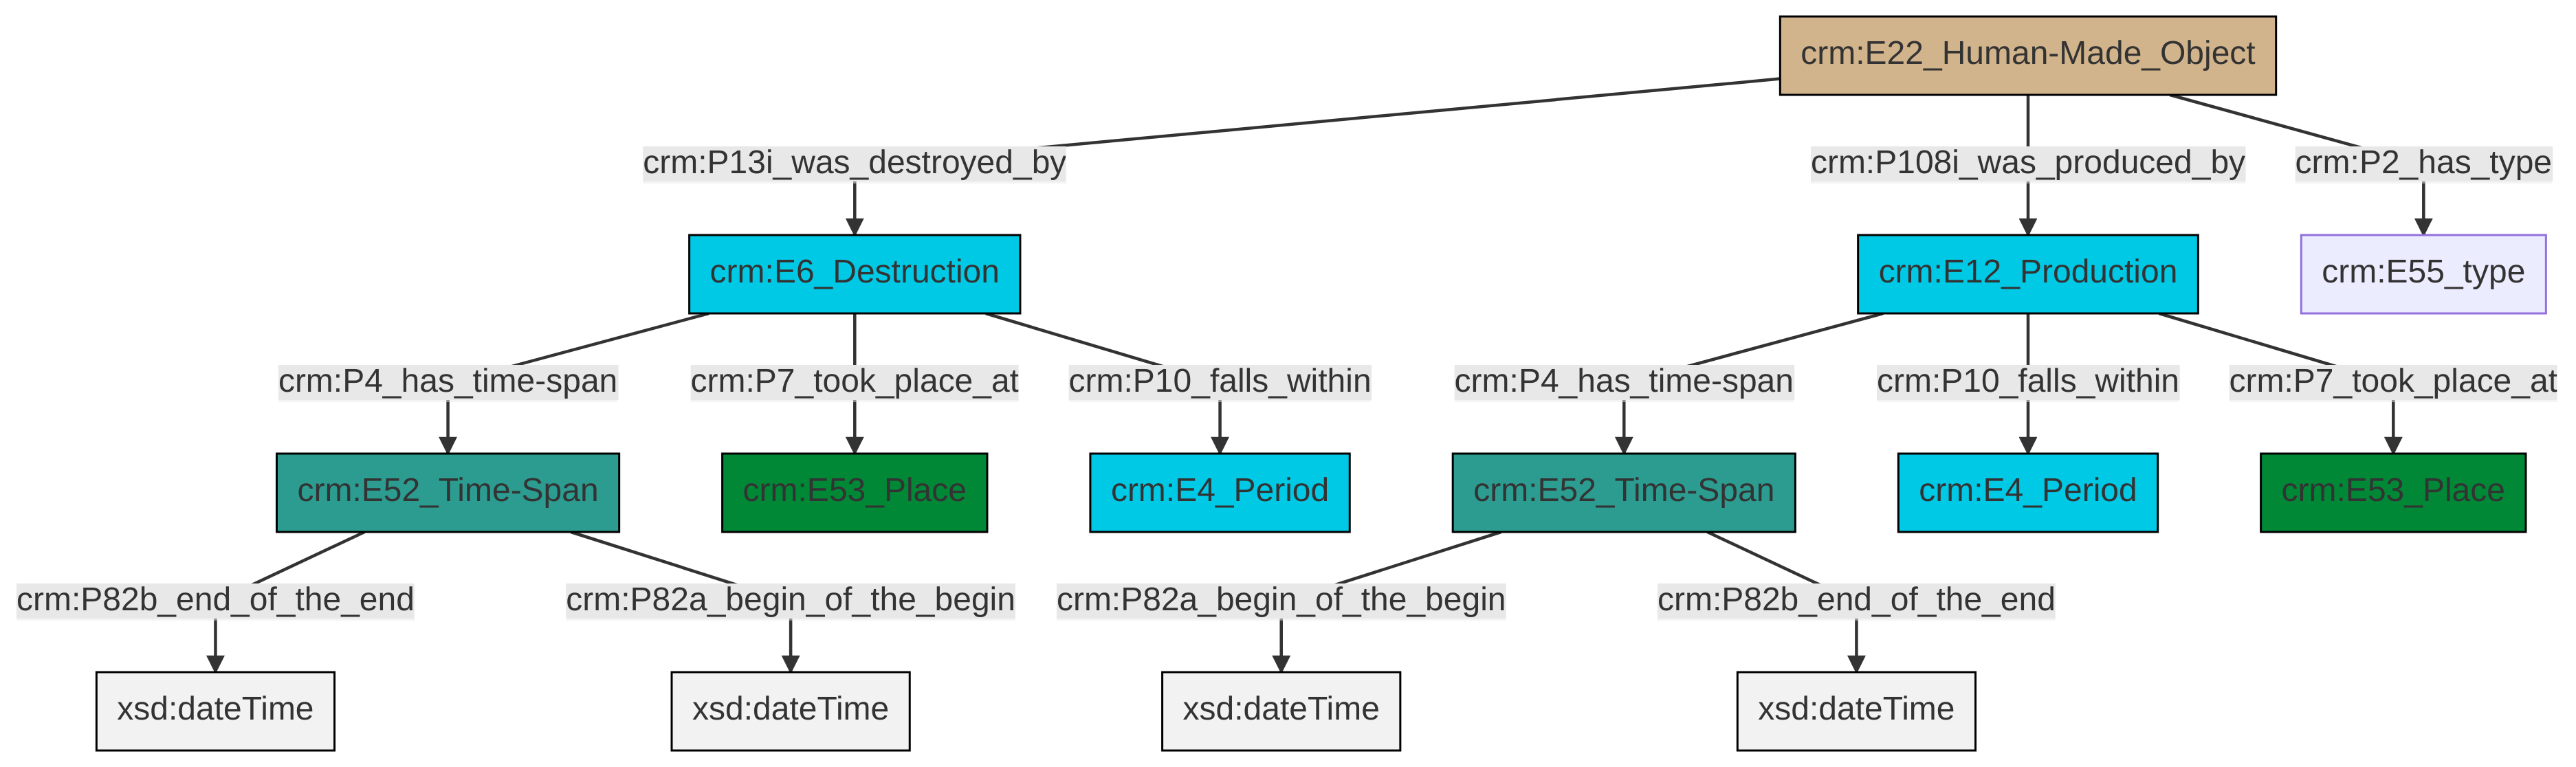 crm:E22_Human-Made_Object
crm:P13i_was_destroyed_by
crm:P108i_was_produced_by
crm:P2_has_type
crm:E6_Destruction
crm:E12_Production
crm:E55_type
crm:P4_has_time-span
crm:P7_took_place_at
crm:P10_falls_within
crm:P4_has_time-span
crm:P10_falls_within
crm:P7_took_place_at
crm:E52_Time-Span
crm:E53_Place
crm:E4_Period
crm:E52_Time-Span
crm:E4_Period
crm:E53_Place
crm:P82b_end_of_the_end
crm:P82a_begin_of_the_begin
crm:P82a_begin_of_the_begin
crm:P82b_end_of_the_end
xsd:dateTime
xsd:dateTime
xsd:dateTime
xsd:dateTime